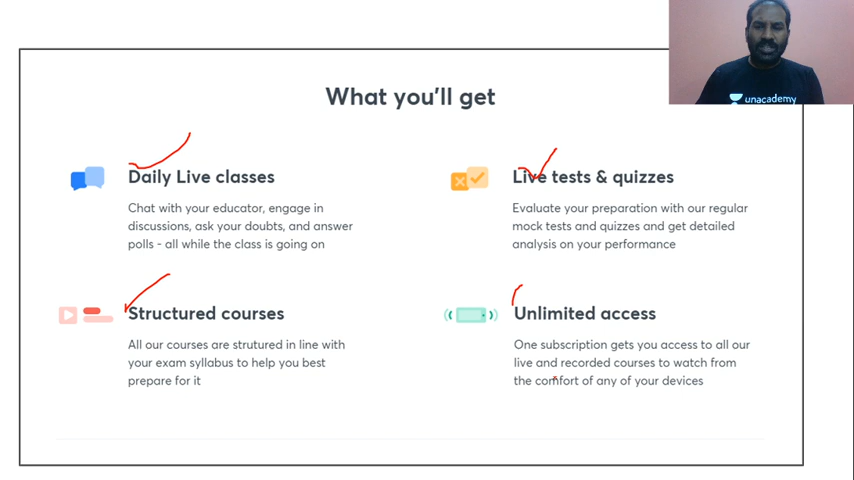 What you'll get
unacademy
Daily Live classes
Chat with your educator, engage in
discussions, ask your doubts, and answer
polls - all while the class is going on
Live tests & quizzes
Evaluate your preparation with our regular
mock tests and quizzes and get detailed
analysis on your performance
Structured courses
All our courses are strutured in line with
your exam syllabus to help you best
prepare for it
Unlimited access
One subscription gets you access to all our
live and recorded courses to watch from
the comfort of any of your devices